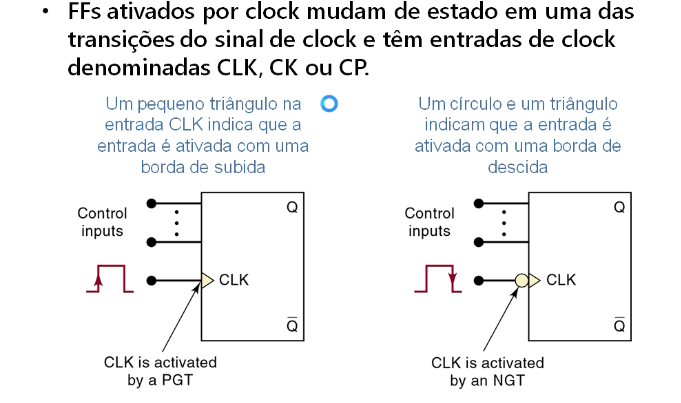 • FFs ativados por clock mudam de estado em uma das
transições do sinal de clock e têm entradas de clock
denominadas CLK, CK ou CP.
Um pequeno triângulo na
entrada CLK indica que a
entrada é ativada com uma
borda de subida
Um círculo e um triângulo
indicam que a entrada é
ativada com uma borda de
descida
Control
inputs
Q
CLK
Q̅
CLK is activated
by a PGT
Control
inputs
Q
CLK
Q̅
CLK is activated
by an NGT